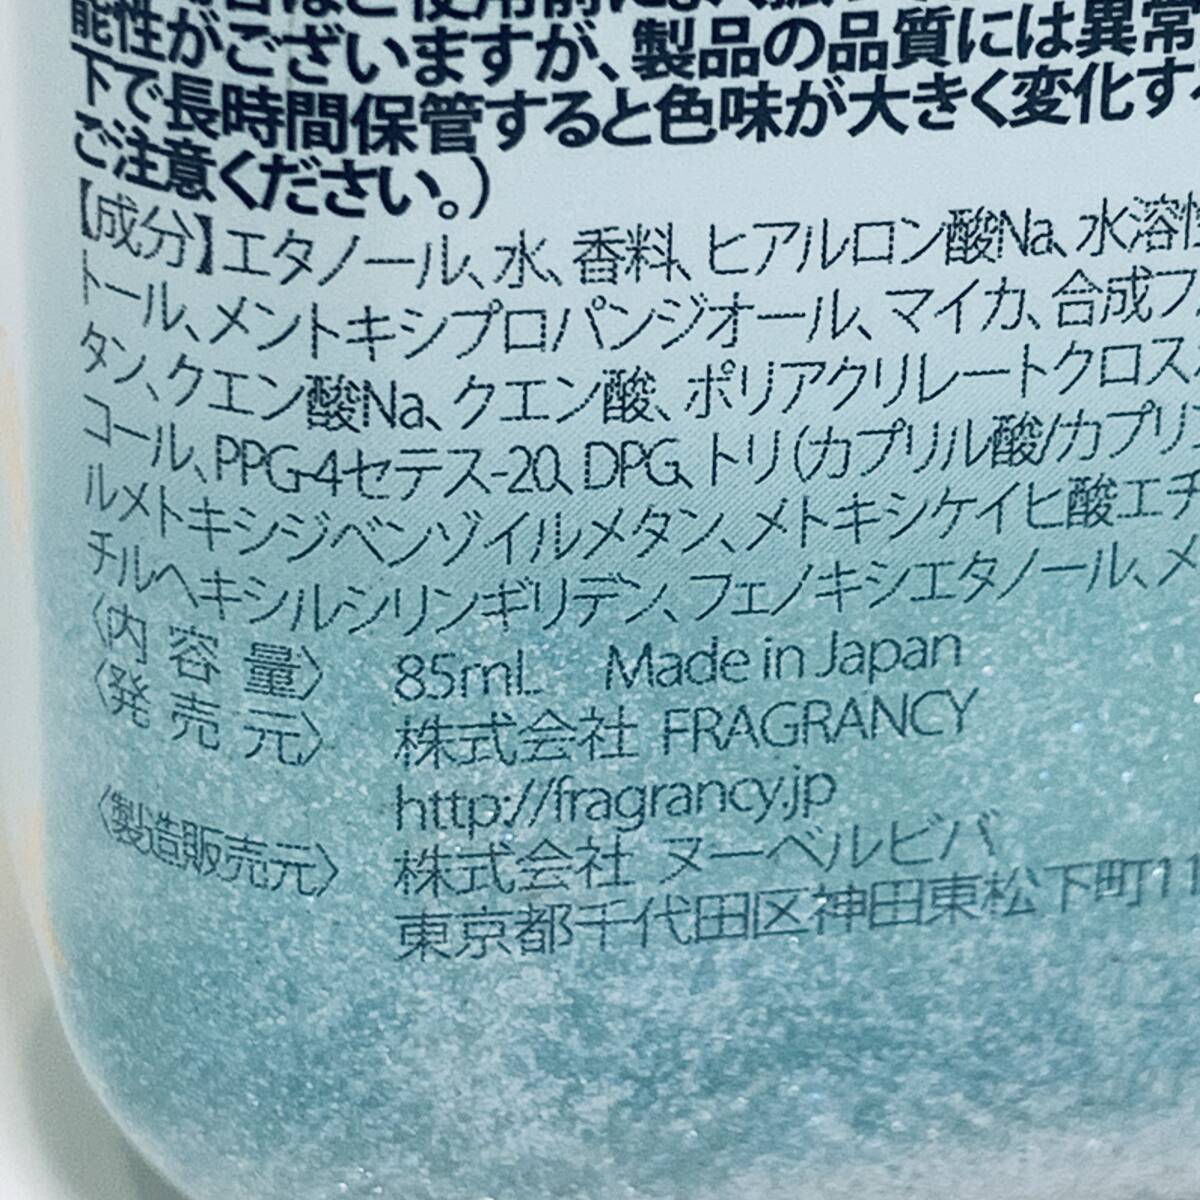 能性がございますが、製品の品質には異常
下で長時間保管すると色味が大きく変化す
ご注意ください。)
【成分】エタノール、水、香料、ヒアルロン酸Na、水溶性
トール、メントキシプロパンジオール、マイカ、合成フ
タン、クエン酸Na、クエン酸、ポリアクリレートクロスポ
コール、PPG-4セテス-20、DPG、トリ(カプリル酸/カプリ
ルメトキシジベンゾイルメタン、メトキシケイヒ酸エチ
チルヘキシルシリンギリデン、フェノキシエタノール、メ
〈内容量〉 85mL Made in Japan
〈発売元〉 株式会社 FRAGRANCY
http://fragrancy.jp
〈製造販売元〉 株式会社 ヌーベルビバ
東京都千代田区神田東松下町11